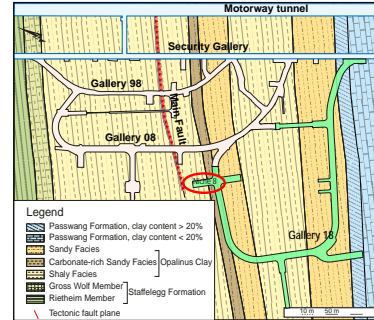 Motorway tunnel
Security Gallery
Gallery 98
Main Fault
Gallery 08
Niche 8
Gallery 18
Legend
Passwang Formation, clay content > 20%
Passwang Formation, clay content < 20%
Sandy Facies
Carbonate-rich Sandy Facies
Opalinus Clay
Shaly Facies
Gross Wolf Member
Staffelegg Formation
Rietheim Member
Tectonic fault plane
10 m 50 m